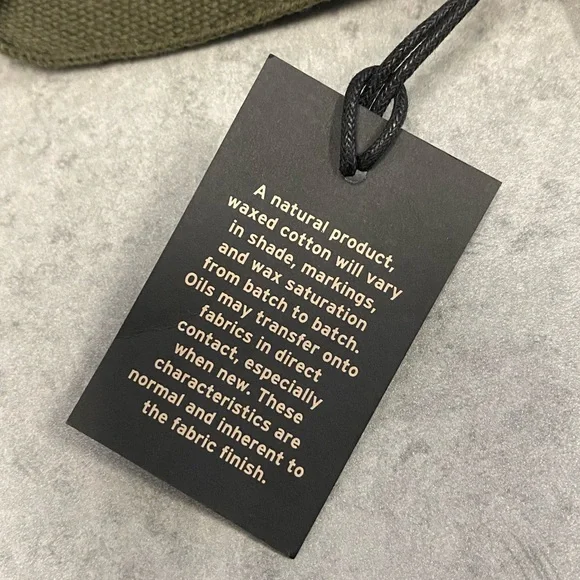 A natural product,
waxed cotton will vary
in shade, markings,
and wax saturation
from batch to batch.
Oils may transfer onto
fabrics in direct
contact, especially
when new. These
characteristics are
normal and inherent to
the fabric finish.